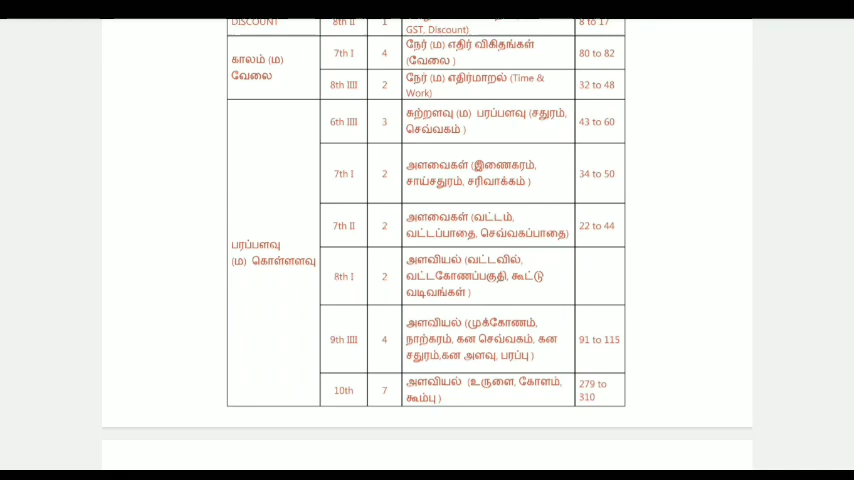 DISCOUNT
8th II
1
GST, Discount)
8 to 17
காலம் (ம)
வேலை
7th I
4
நேர் (ம) எதிர் விகிதங்கள்
(வேலை )
80 to 82
8th IIII
2
நேர் (ம) எதிர்மாறல் (Time &
Work)
32 to 48
பரப்பளவு
(ம) கொள்ளளவு
6th IIII
3
சுற்றளவு (ம) பரப்பளவு (சதுரம்,
செவ்வகம் )
43 to 60
7th I
2
அளவைகள் (இணைகரம்,
சாய்சதுரம், சரிவாக்கம் )
34 to 50
7th II
2
அளவைகள் (வட்டம்,
வட்டப்பாதை, செவ்வகப்பாதை)
22 to 44
8th I
2
அளவியல் (வட்டவில்,
வட்டகோணப்பகுதி, கூட்டு
வடிவங்கள் )
9th IIII
4
அளவியல் (முக்கோணம்,
நாற்கரம், கன செவ்வகம், கன
சதுரம்,கன அளவு, பரப்பு )
91 to 115
10th
7
அளவியல் (உருளை, கோளம்,
கூம்பு )
279 to
310